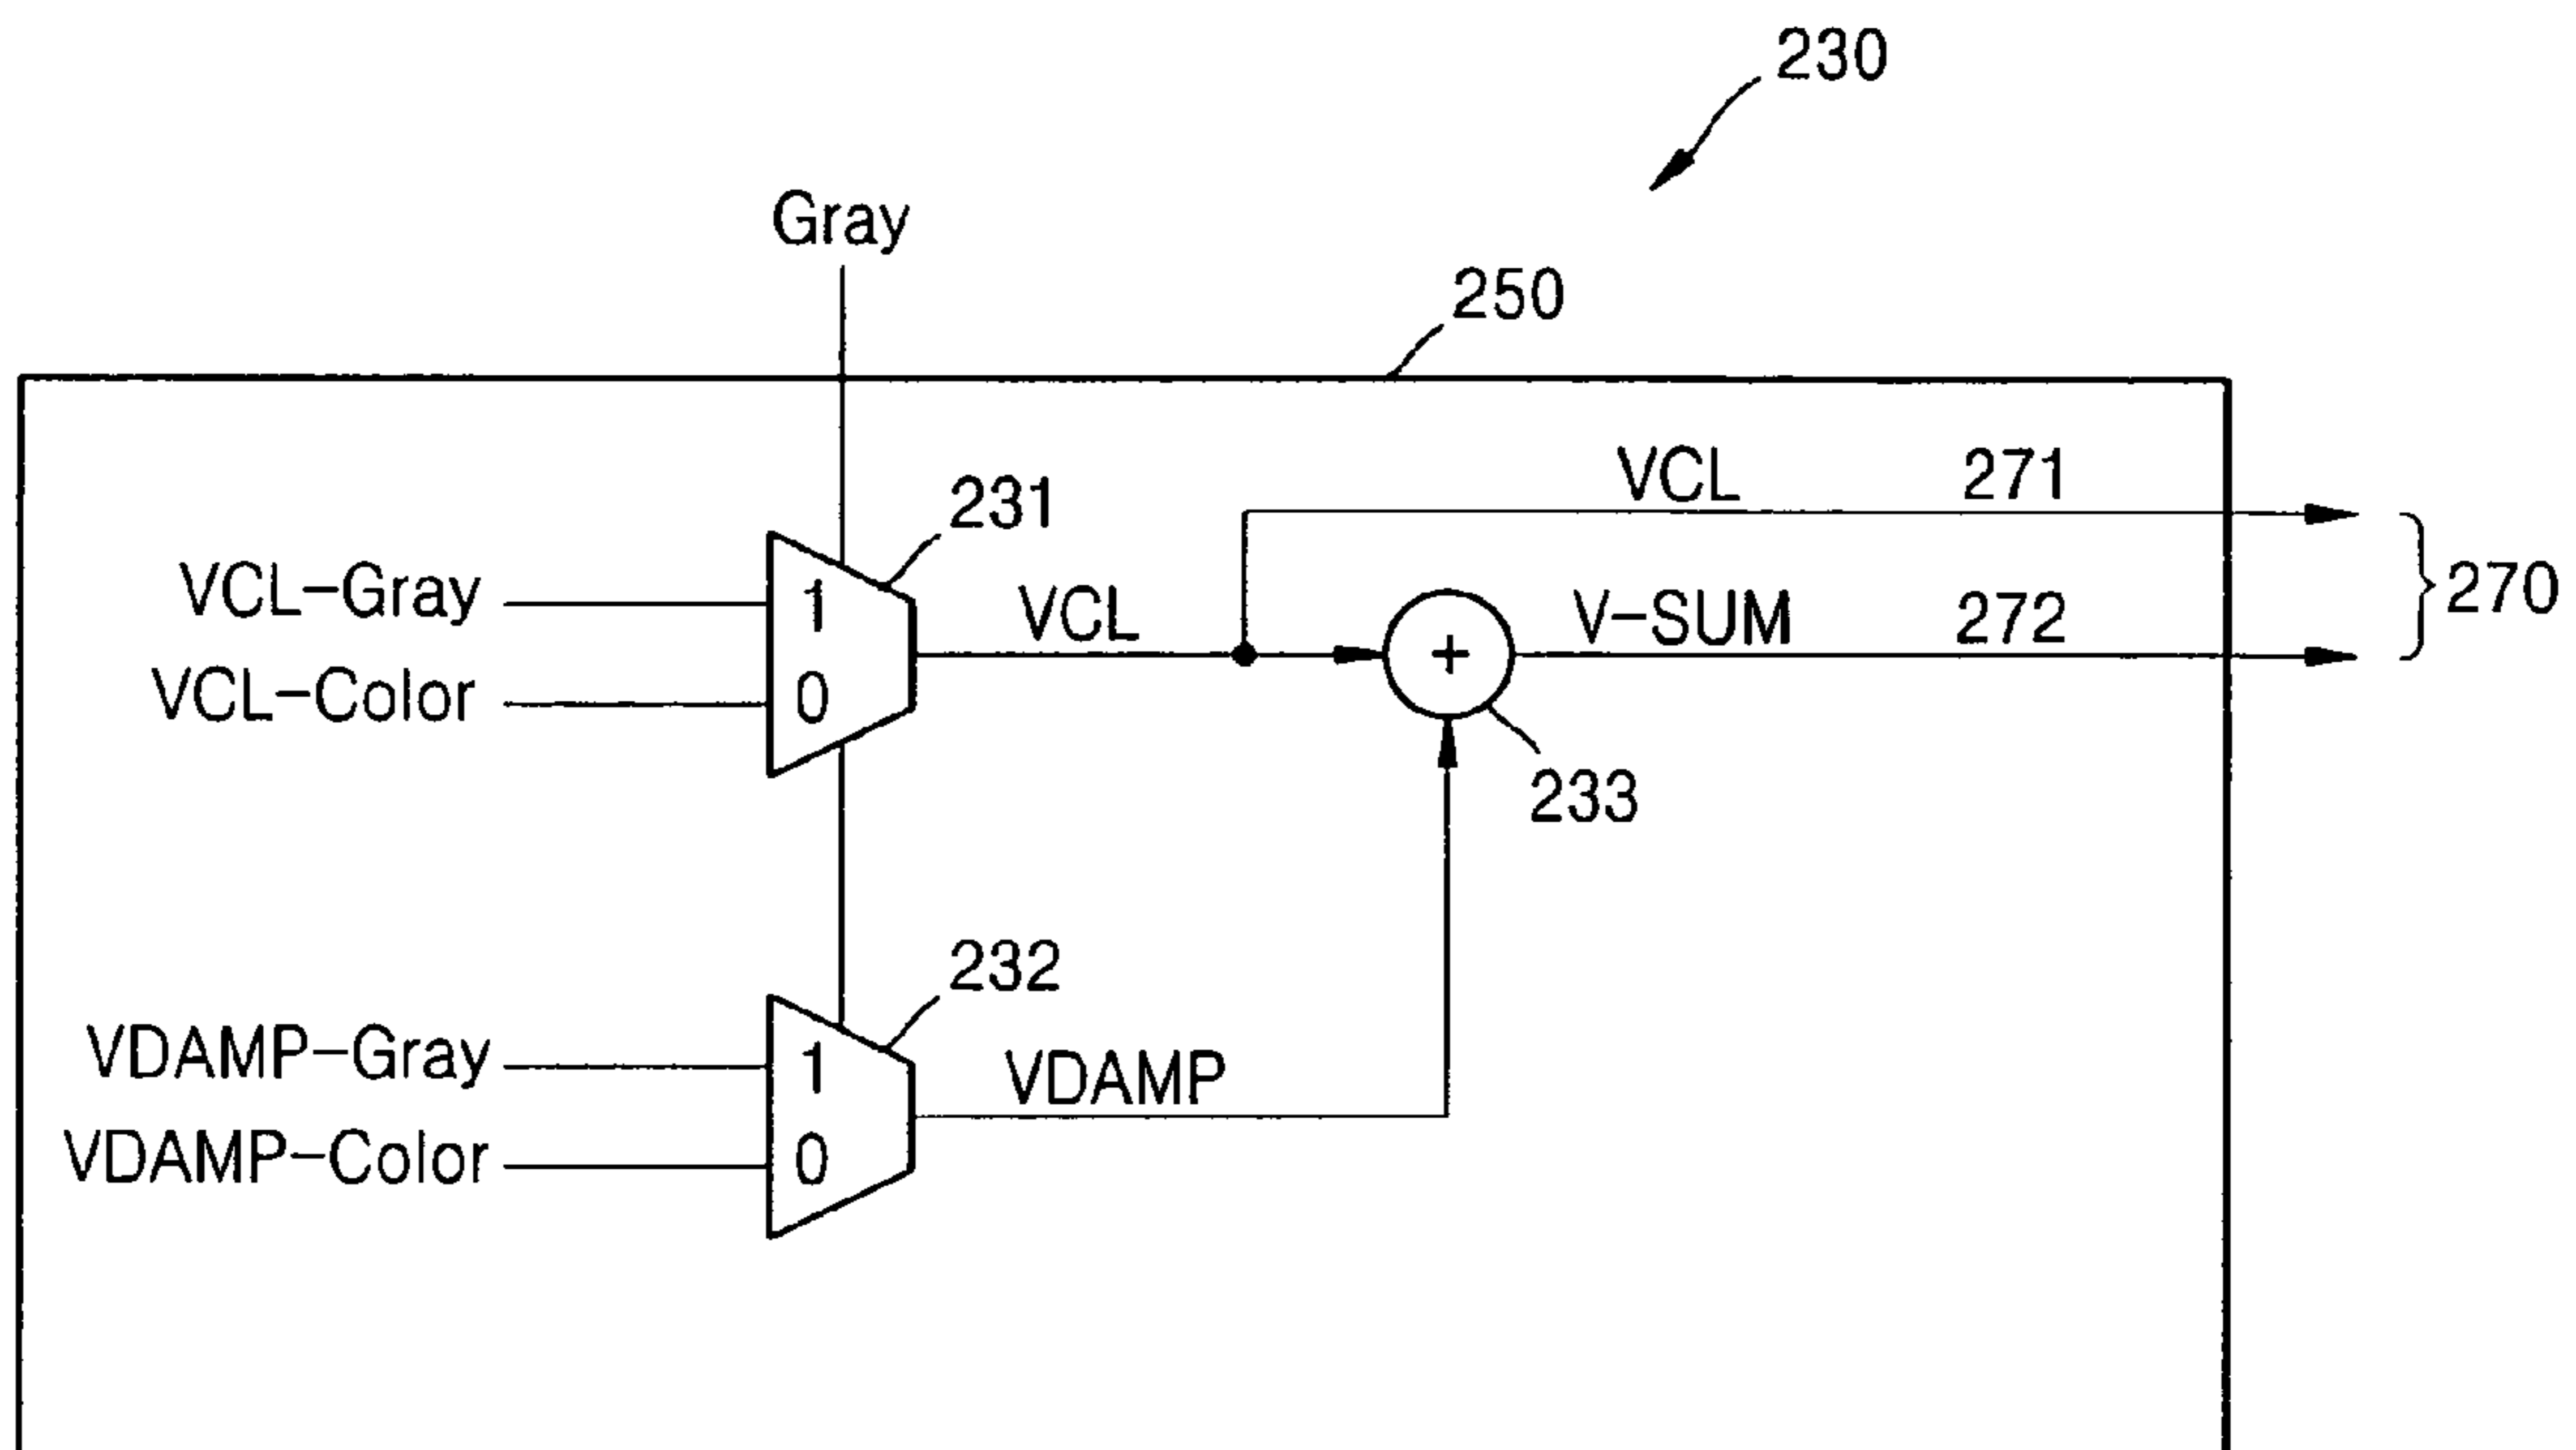 230
Gray
250
VCL 271
231
VCL-Gray 1 VCL V-SUM 272 270
+
VCL-Color 0
233
232
VDAMP-Gray 1 VDAMP
VDAMP-Color 0